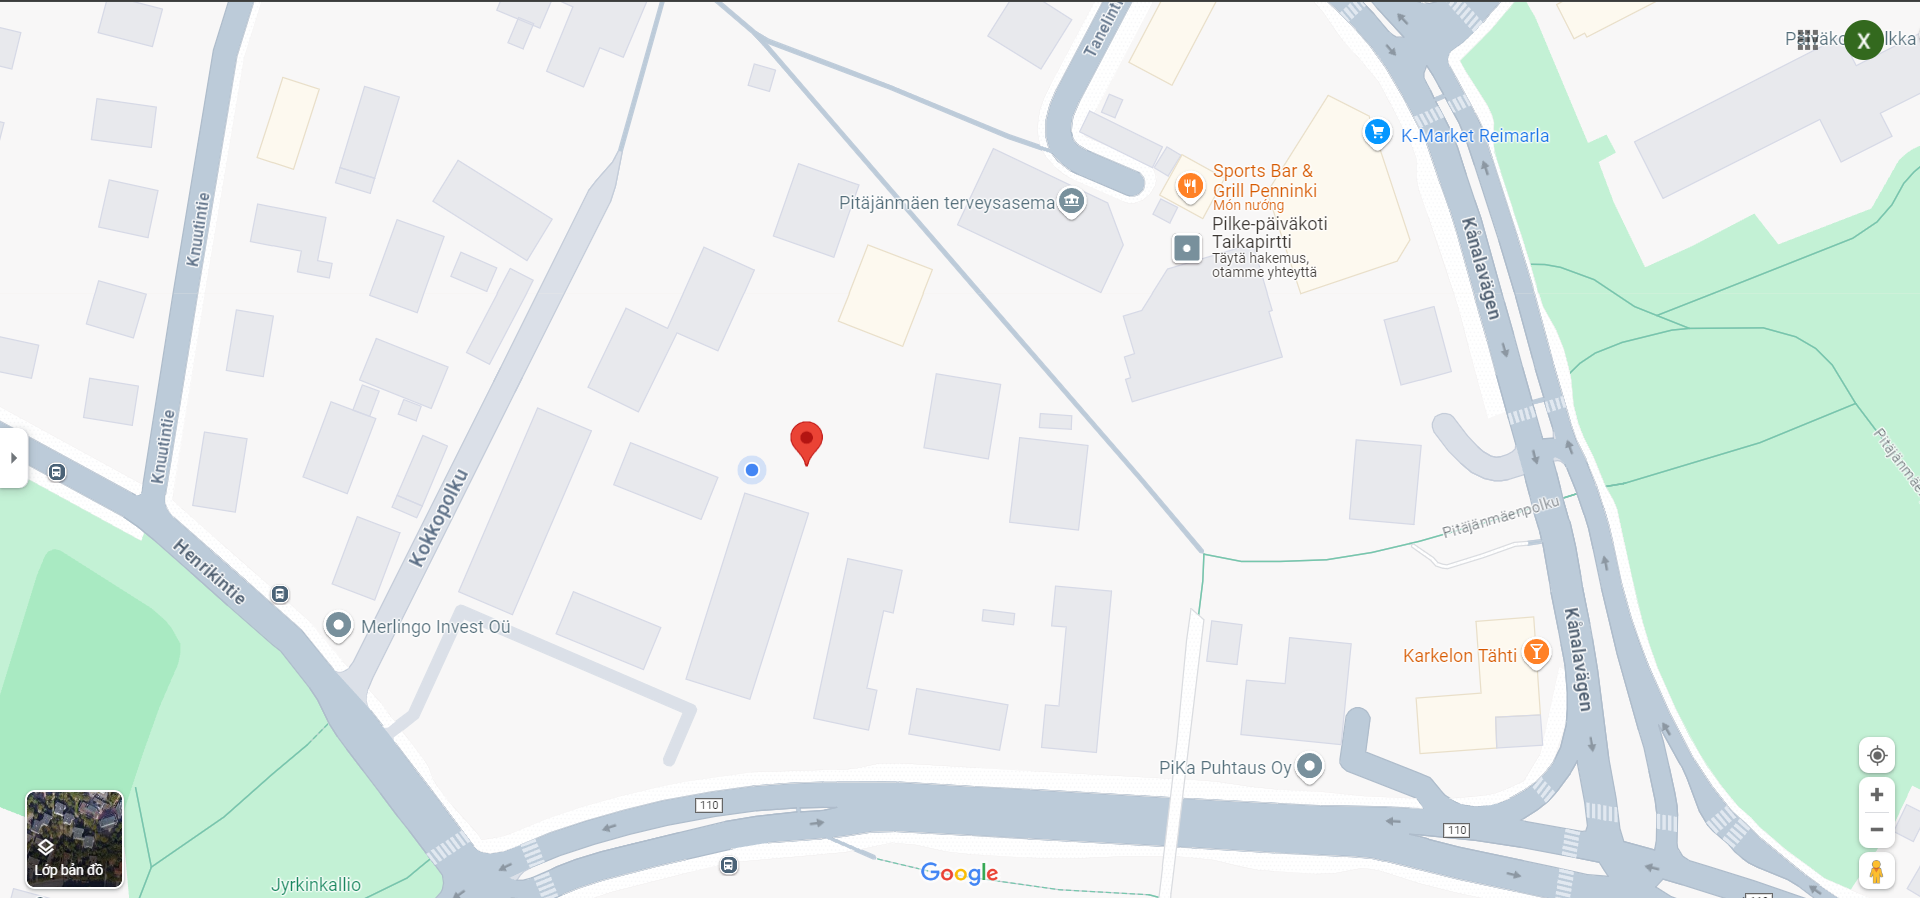 Tanelinti
X
K-Market Reimarla
Sports Bar &
Grill Penninki
Món nướng
Pitäjänmäen terveysasema
Pilke-päiväkoti
Taikapirtti
Täytä hakemus,
otamme yhteyttä
Knuutintie
Kånalavägen
Knuutintie
Kokkopolku
Pitäjänmäe
Pitäjänmäenpolku
Henrikintie
Merlingo Invest Oü
Karkelon Tähti
Kånalavägen
PiKa Puhtaus Oy
110
110
Lớp bản đồ
Google
Jyrkinkallio